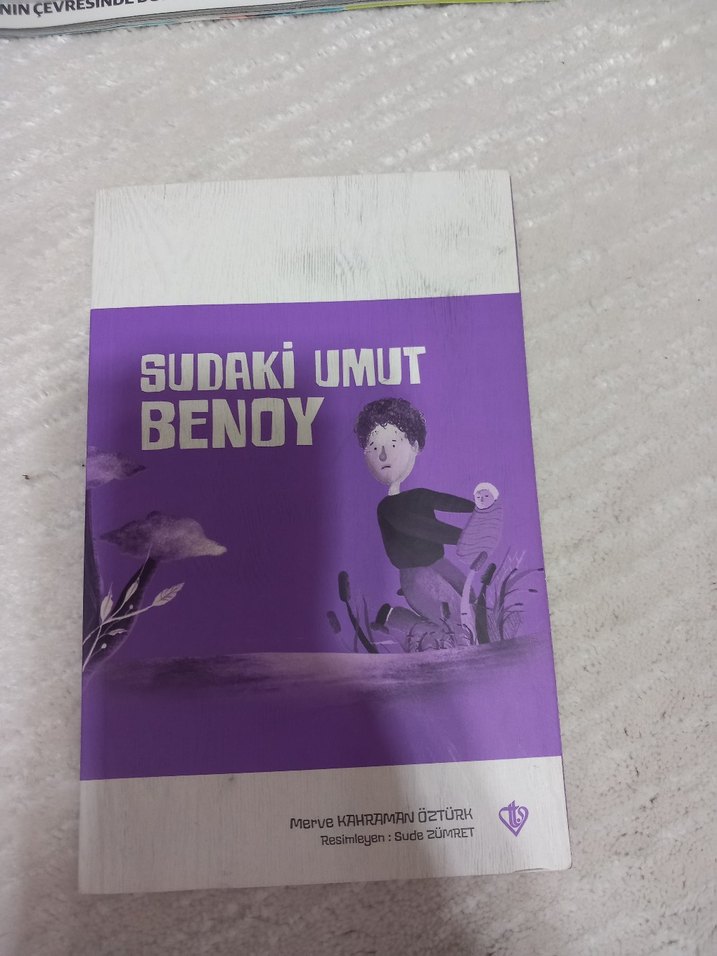 NIN ÇEVRESİNDE
SUDAKİ UMUT
BENOY
Merve KAHRAMAN ÖZTÜRK
Resimleyen : Sude ZÜMRET